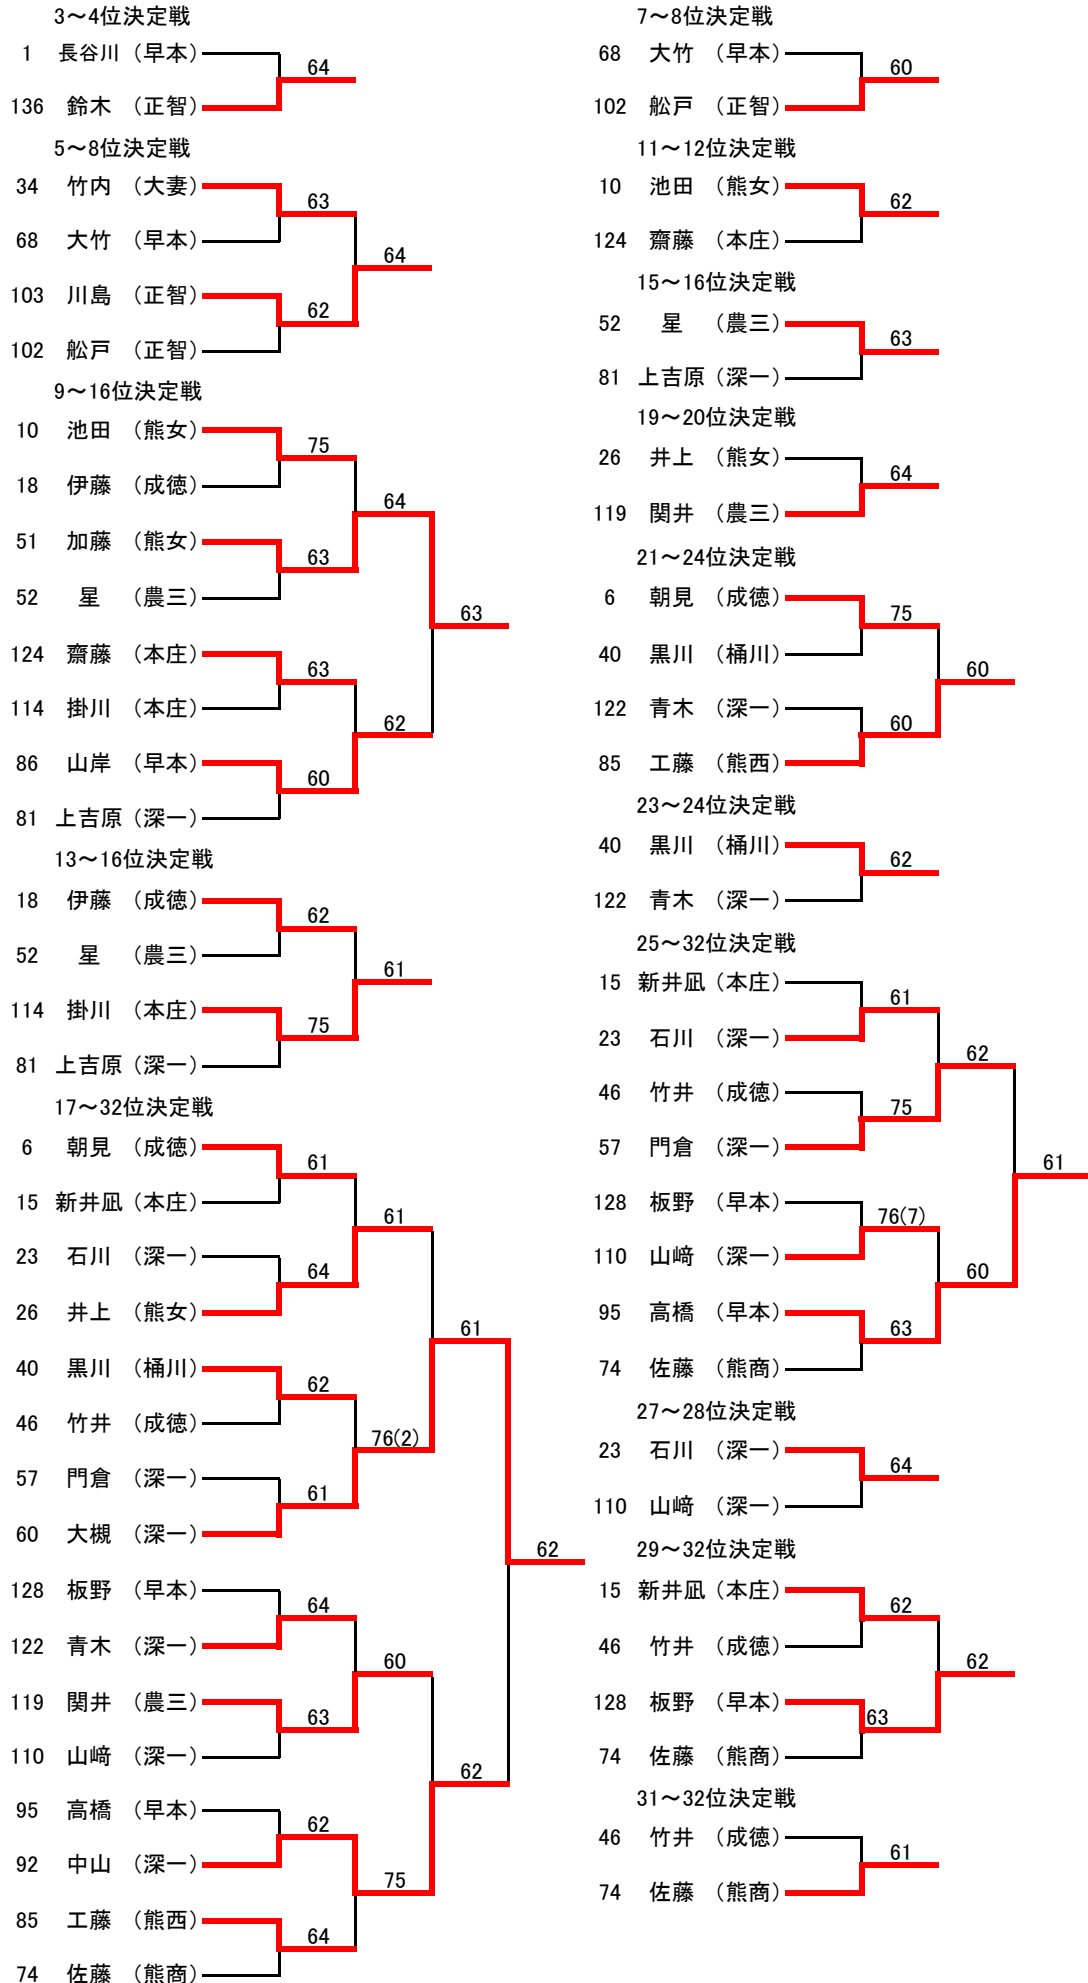 3～4位決定戦
1 長谷川（早本）
64
136 鈴木（正智）
5～8位決定戦
34 竹内（大妻）
63
68 大竹（早本）
64
103 川島（正智）
62
102 舩戸（正智）
9～16位決定戦
10 池田（熊女）
75
18 伊藤（成徳）
64
51 加藤（熊女）
63
52 星（農三）
63
124 齋藤（本庄）
63
114 掛川（本庄）
62
86 山岸（早本）
60
81 上吉原（深一）
13～16位決定戦
18 伊藤（成徳）
62
52 星（農三）
61
114 掛川（本庄）
75
81 上吉原（深一）
17～32位決定戦
6 朝見（成徳）
61
15 新井凪（本庄）
61
23 石川（深一）
64
26 井上（熊女）
61
40 黒川（桶川）
62
46 竹井（成徳）
76(2)
57 門倉（深一）
61
60 大槻（深一）
62
128 板野（早本）
64
122 青木（深一）
60
119 関井（農三）
63
110 山﨑（深一）
62
95 高橋（早本）
62
92 中山（深一）
75
85 工藤（熊西）
64
74 佐藤（熊商）
7～8位決定戦
68 大竹（早本）
60
102 舩戸（正智）
11～12位決定戦
10 池田（熊女）
62
124 齋藤（本庄）
15～16位決定戦
52 星（農三）
63
81 上吉原（深一）
19～20位決定戦
26 井上（熊女）
64
119 関井（農三）
21～24位決定戦
6 朝見（成徳）
75
40 黒川（桶川）
60
122 青木（深一）
60
85 工藤（熊西）
23～24位決定戦
40 黒川（桶川）
62
122 青木（深一）
25～32位決定戦
15 新井凪（本庄）
61
23 石川（深一）
62
46 竹井（成徳）
75
57 門倉（深一）
61
128 板野（早本）
76(7)
110 山﨑（深一）
60
95 高橋（早本）
63
74 佐藤（熊商）
27～28位決定戦
23 石川（深一）
64
110 山﨑（深一）
29～32位決定戦
15 新井凪（本庄）
62
46 竹井（成徳）
62
128 板野（早本）
63
74 佐藤（熊商）
31～32位決定戦
46 竹井（成徳）
61
74 佐藤（熊商）